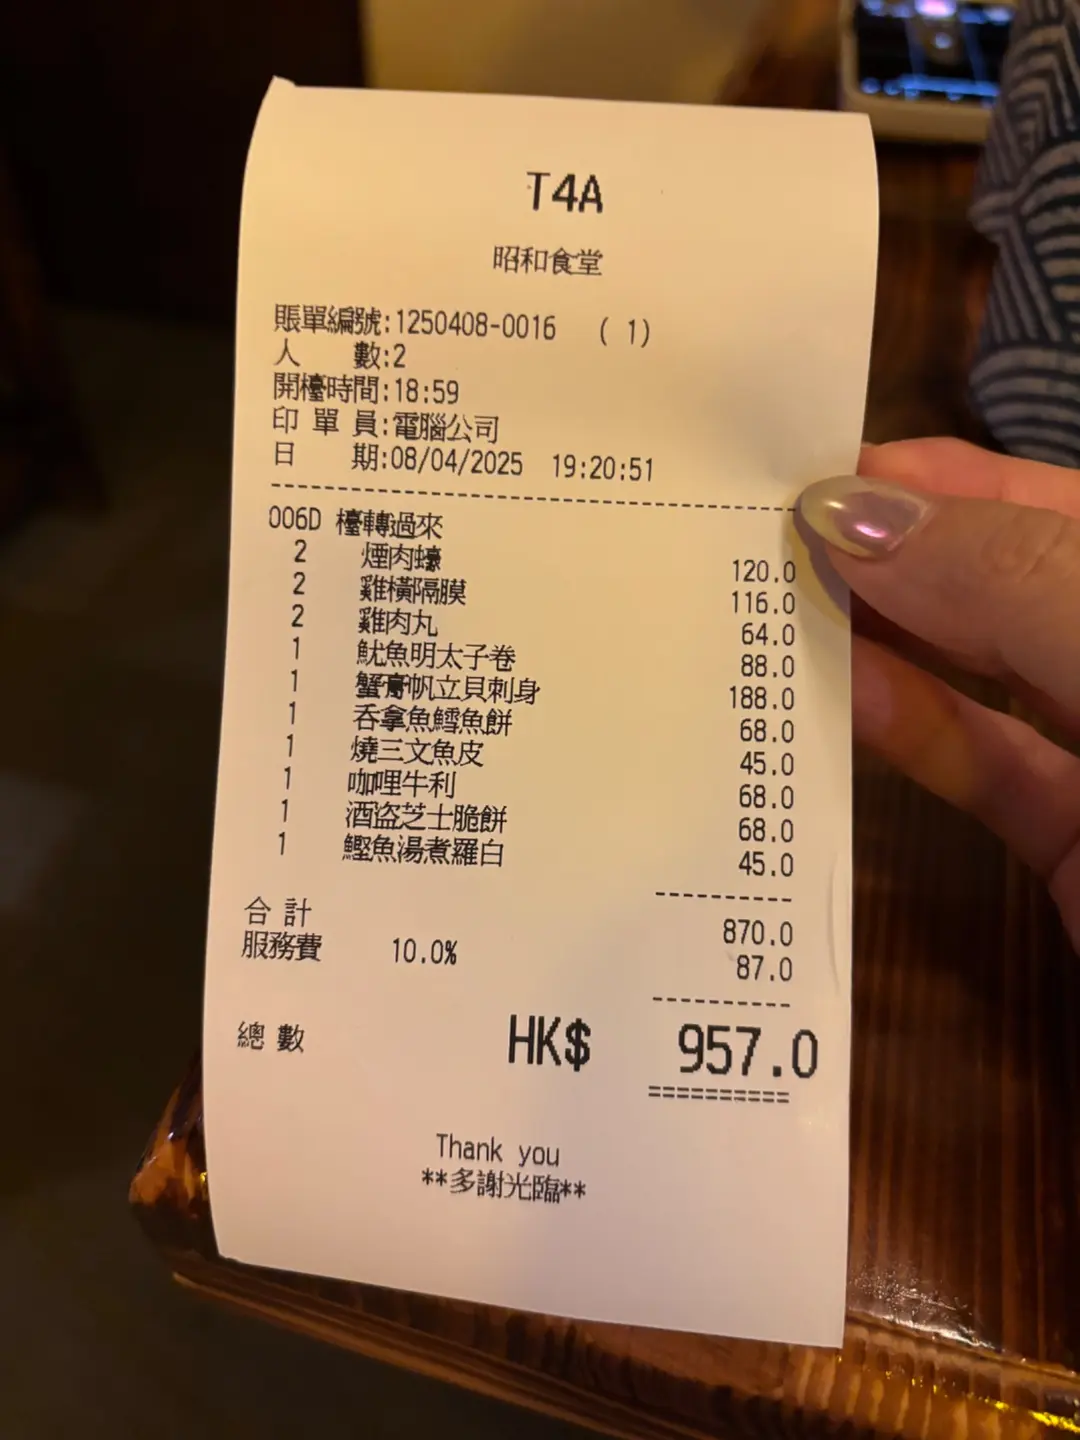 T4A
昭和食堂
賬單編號:1250408-0016 ( 1)
人 數:2
開檯時間:18:59
印 單 員:電腦公司
日 期:08/04/2025 19:20:51
006D 檯轉過來
2 煙肉蠔 120.0
2 雞橫隔膜 116.0
2 雞肉丸 64.0
1 魷魚明太子卷 88.0
1 蟹膏帆立貝刺身 188.0
1 吞拿魚鱈魚餅 68.0
1 燒三文魚皮 45.0
1 咖哩牛利 68.0
1 酒盜芝士脆餅 68.0
1 鰹魚湯煮羅白 45.0
合 計 870.0
服務費 10.0% 87.0
總 數 HK$ 957.0
Thank you
**多謝光臨**